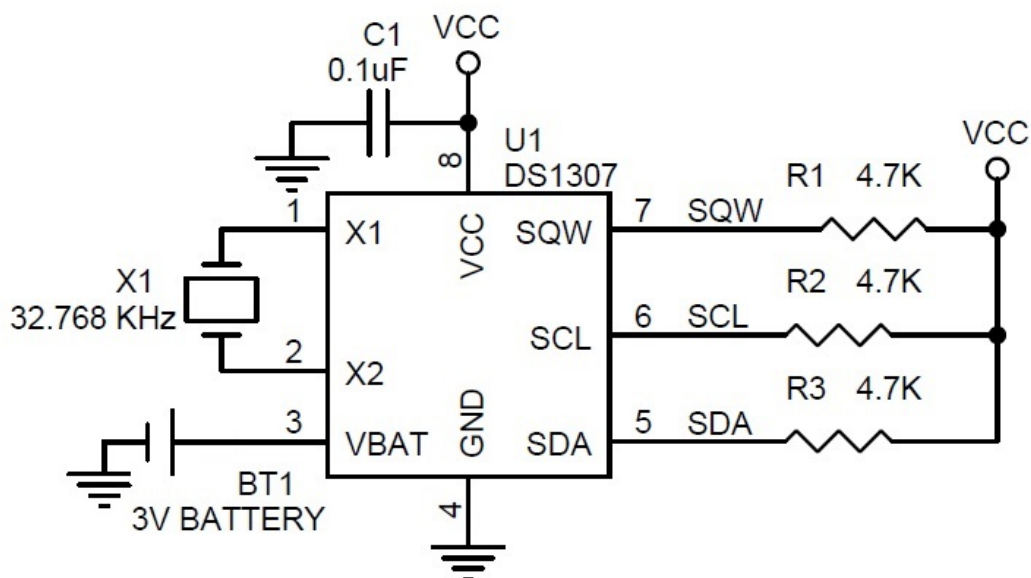 C1
0.1uF
VCC
8
U1
DS1307
VCC
R1 4.7K
1
X1
VCC
SQW
7
SQW
X1
32.768 KHz
R2 4.7K
6
SCL
SCL
2
X2
R3 4.7K
3
VBAT
GND
SDA
5
SDA
BT1
3V BATTERY
4